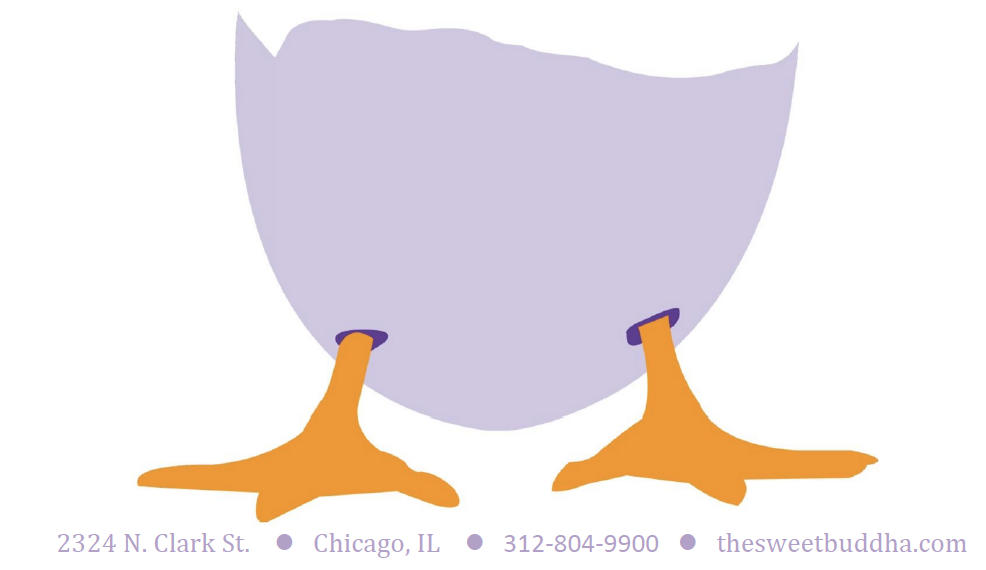 2324 N. Clark St. ● Chicago, IL ● 312-804-9900 ● thesweetbuddha.com